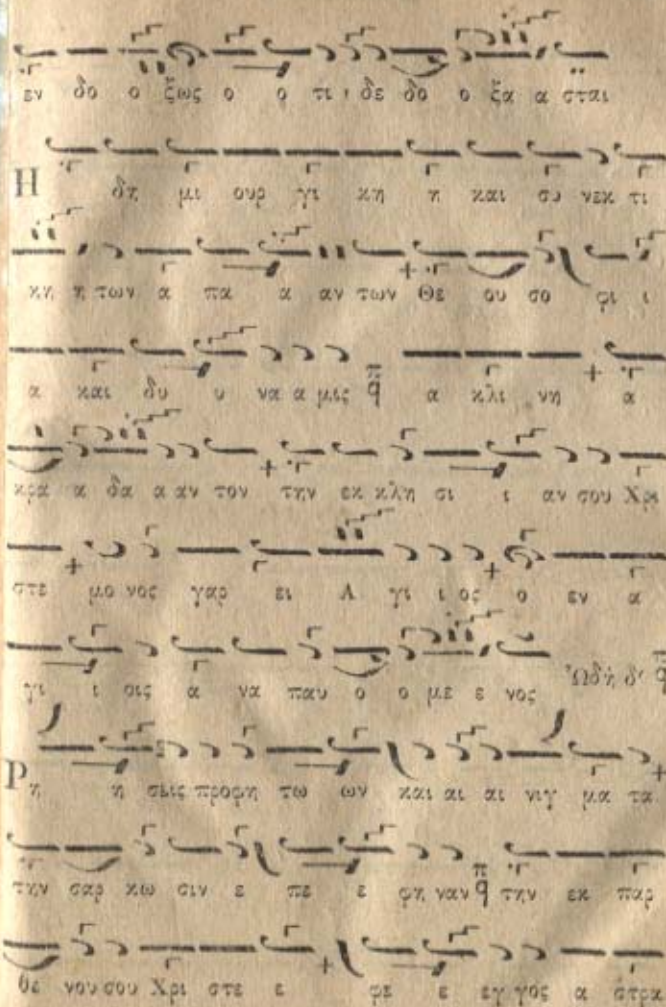 εν δο ο ξως ο ο τι δε δο ο ξα α σται
Η δη μι ουρ γι κη η και συ νεκ τι
κη η των α πα α αν των Θε ου σο φι ι
α και δυ υ να α μις α κλι νη α
κρα α δα α αν τον την εκ κλη σι ι αν σου Χρι
στε μο νος γαρ ει Α γι ι ος ο εν α
γι ι οις α να παυ ο ο με ε νος Ὠδὴ δ'
Ρη η σεις προφη τω ων και αι αι νιγ μα τα
την σαρ κω σιν ε πε ε φη ναν την εκ παρ
θε νου σου Χρι στε ε φε ε εγ γος α στρα